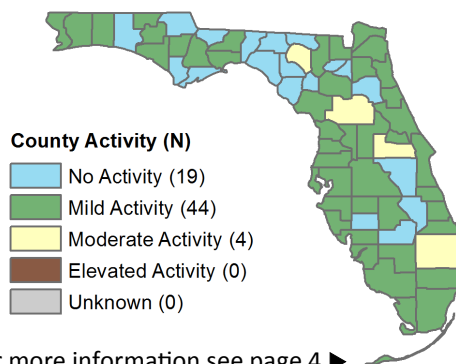 County Activity (N)
No Activity (19)
Mild Activity (44)
Moderate Activity (4)
Elevated Activity (0)
Unknown (0)
more information see page 4 ►